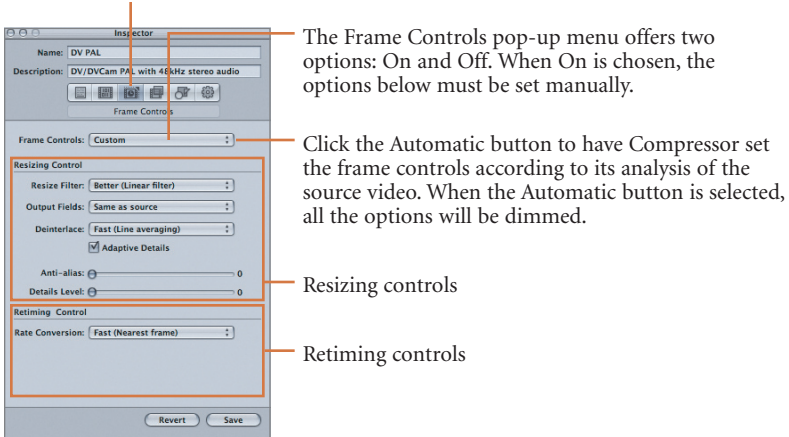 Inspector
Name: DV PAL
Description: DV/DVCam PAL with 48kHz stereo audio
Frame Controls
Frame Controls: Custom
Resizing Control
Resize Filter: Better (Linear filter)
Output Fields: Same as source
Deinterlace: Fast (Line averaging)
Adaptive Details
Anti-alias: 0
Details Level: 0
Retiming Control
Rate Conversion: Fast (Nearest frame)
Revert Save
The Frame Controls pop-up menu offers two
options: On and Off. When On is chosen, the
options below must be set manually.
Click the Automatic button to have Compressor set
the frame controls according to its analysis of the
source video. When the Automatic button is selected,
all the options will be dimmed.
Resizing controls
Retiming controls